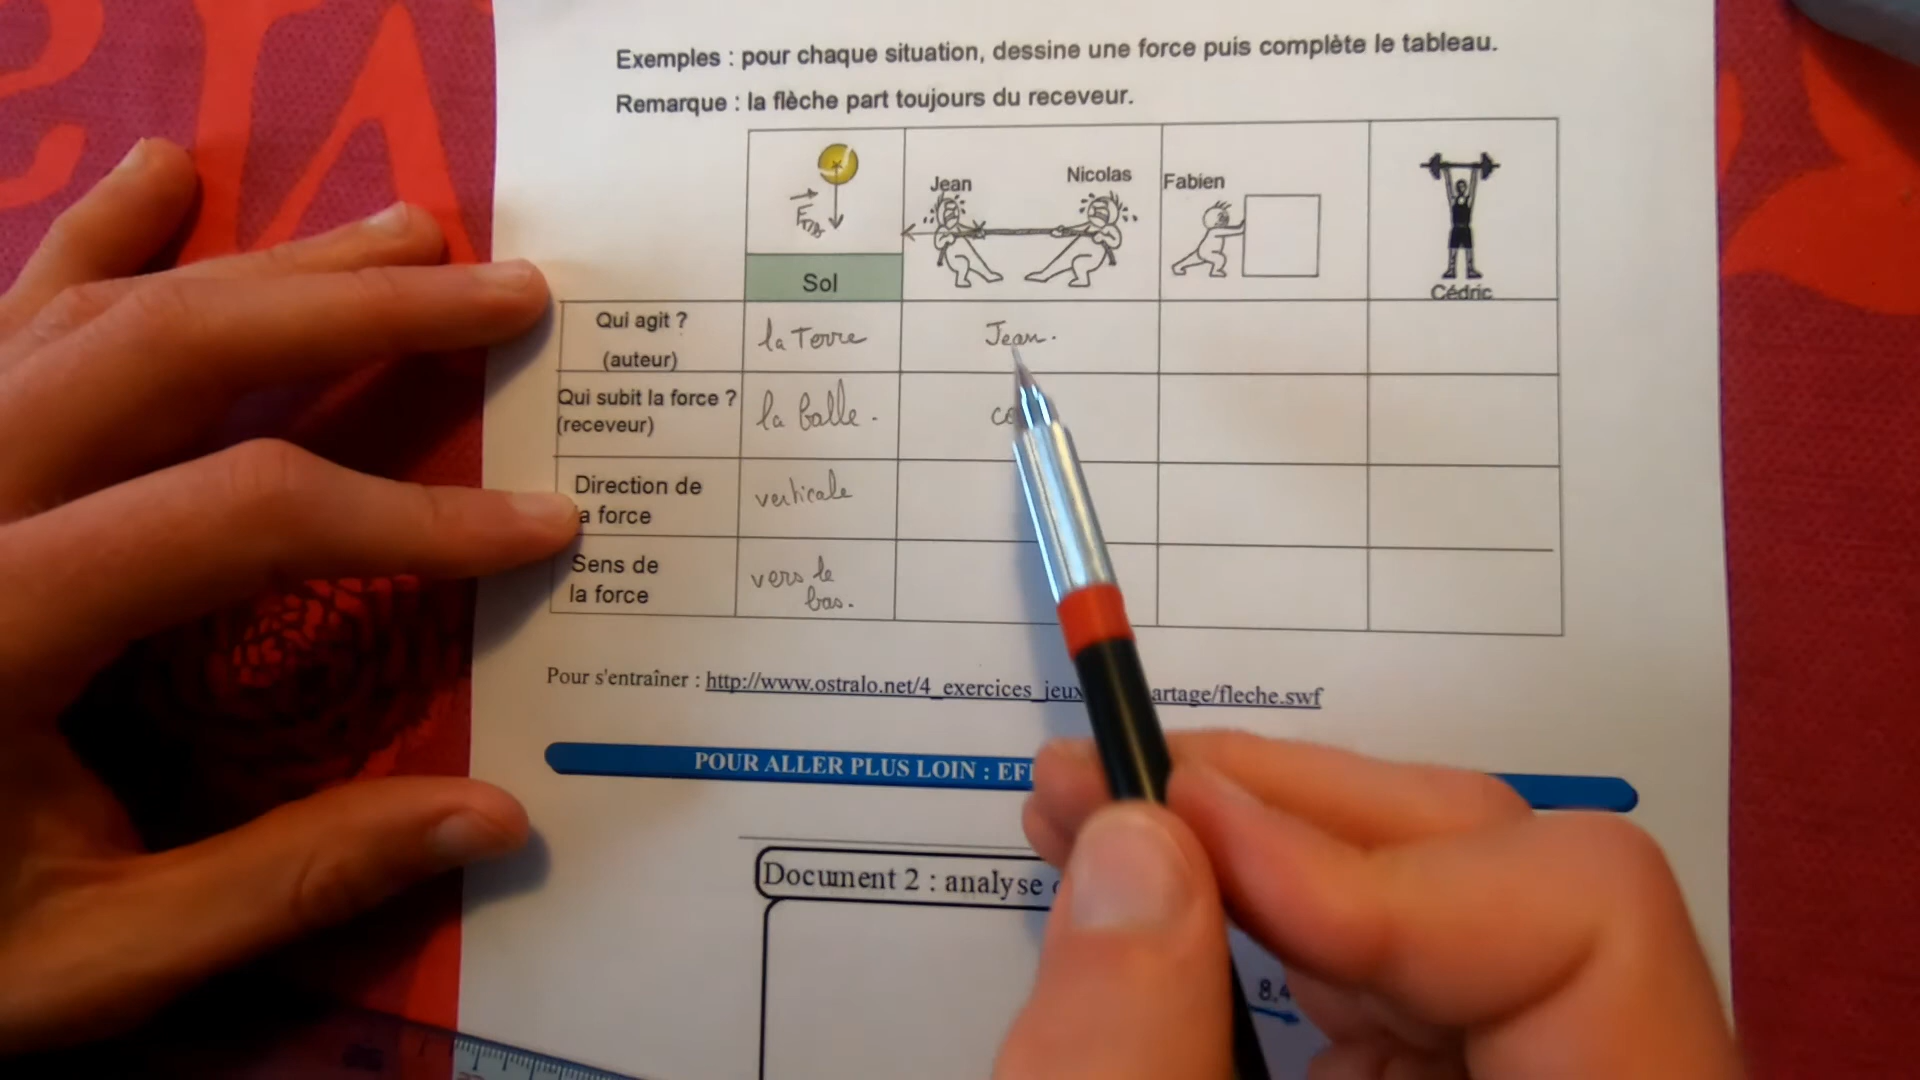 Exemples : pour chaque situation, dessine une force puis complète le tableau.
Remarque : la flèche part toujours du receveur.
Jean
Nicolas
Fabien
Sol
Cédric
Qui agit ?
(auteur)
la Terre
Jean.
Qui subit la force ?
(receveur)
la balle.
Direction de
a force
verticale
Sens de
la force
vers le
bas.
Pour s'entraîner : http://www.ostralo.net/4_exercices_jeux artage/fleche.swf
POUR ALLER PLUS LOIN :
Document 2 : analyse
8.4